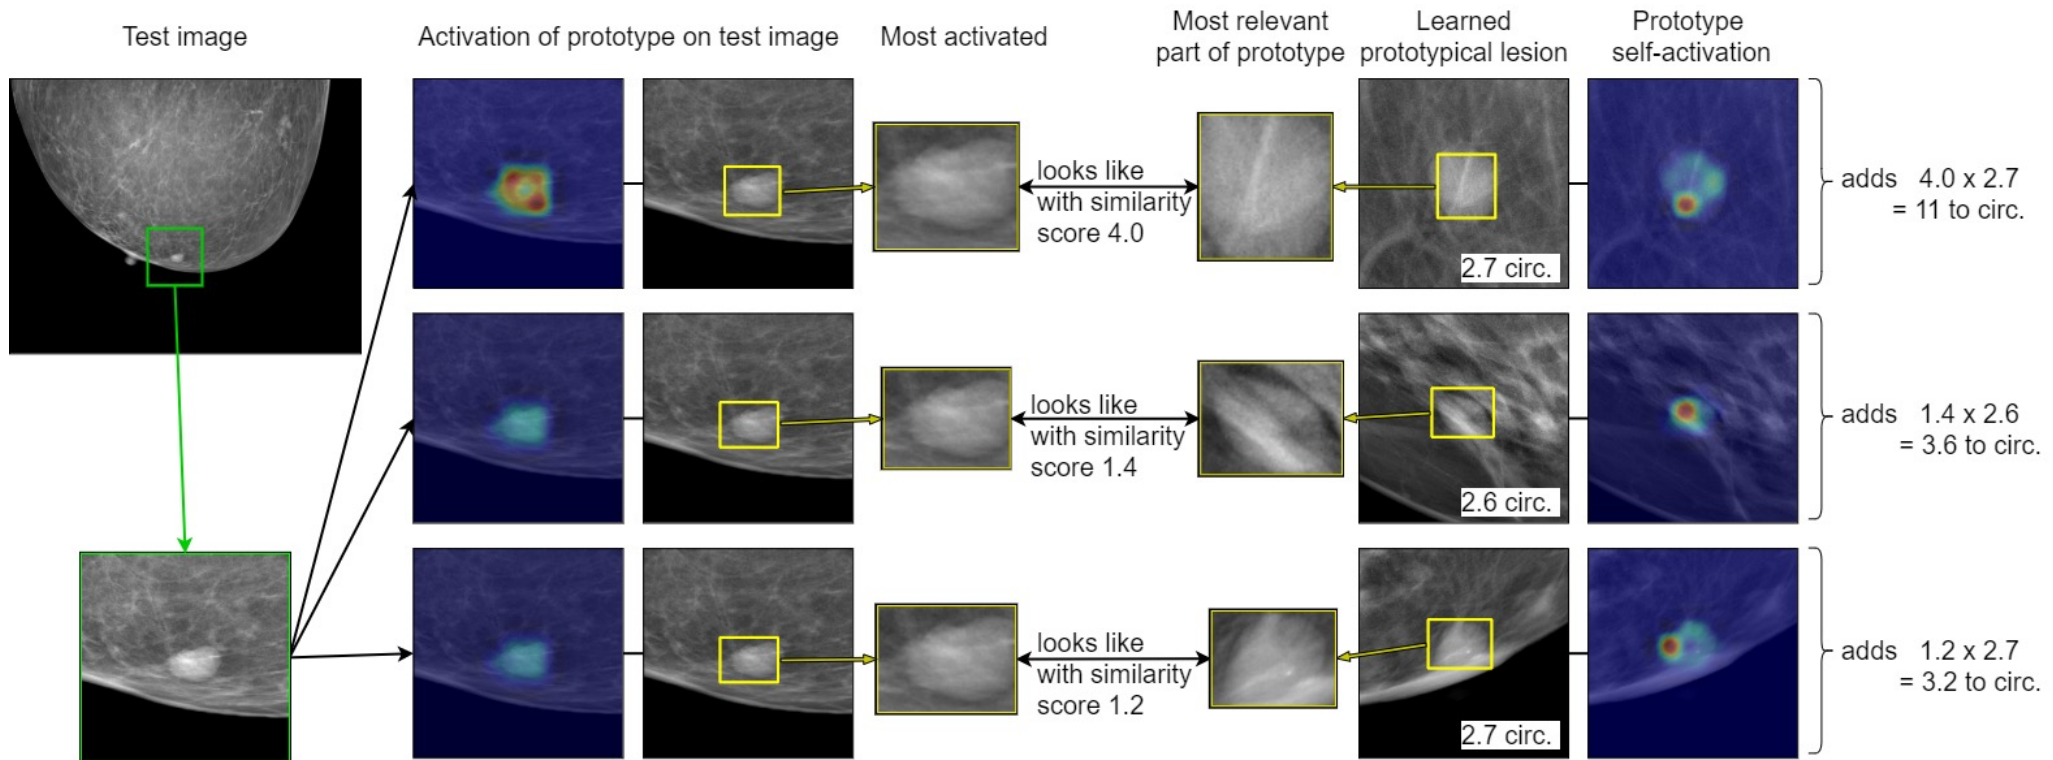 Test image
Activation of prototype on test image
Most activated
Most relevant
part of prototype
Learned
prototypical lesion
Prototype
self-activation
looks like
with similarity
score 4.0
2.7 circ.
adds 4.0 x 2.7
= 11 to circ.
looks like
with similarity
score 1.4
2.6 circ.
adds 1.4 x 2.6
= 3.6 to circ.
looks like
with similarity
score 1.2
2.7 circ.
adds 1.2 x 2.7
= 3.2 to circ.